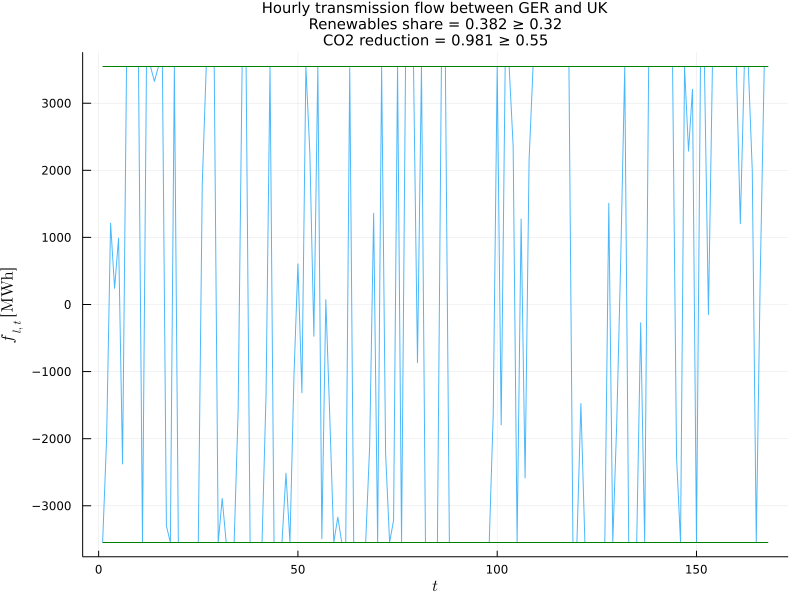 Hourly transmission flow between GER and UK
Renewables share = 0.382 ≥ 0.32
CO2 reduction = 0.981 ≥ 0.55
f_{l,t} [MWh]
3000
2000
1000
0
−1000
−2000
−3000
0 50 100 150
t